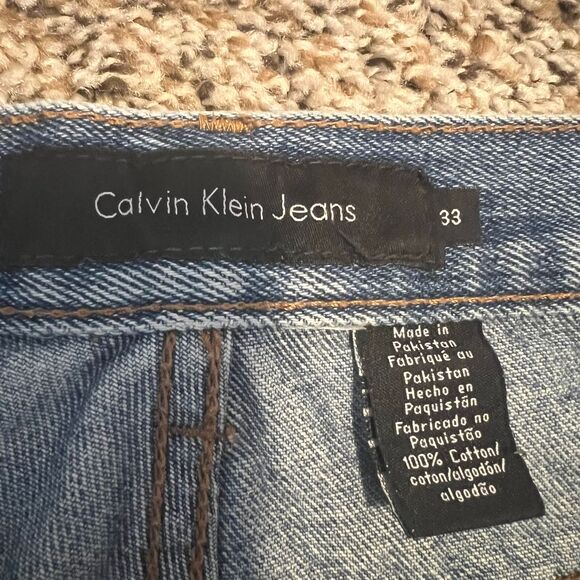 Calvin Klein Jeans
33
Made in
Pakistan
Fabriqué au
Pakistan
Hecho en
Paquistán
Fabricado no
Paquistão
100% Cotton/
coton/algodón/
algodão